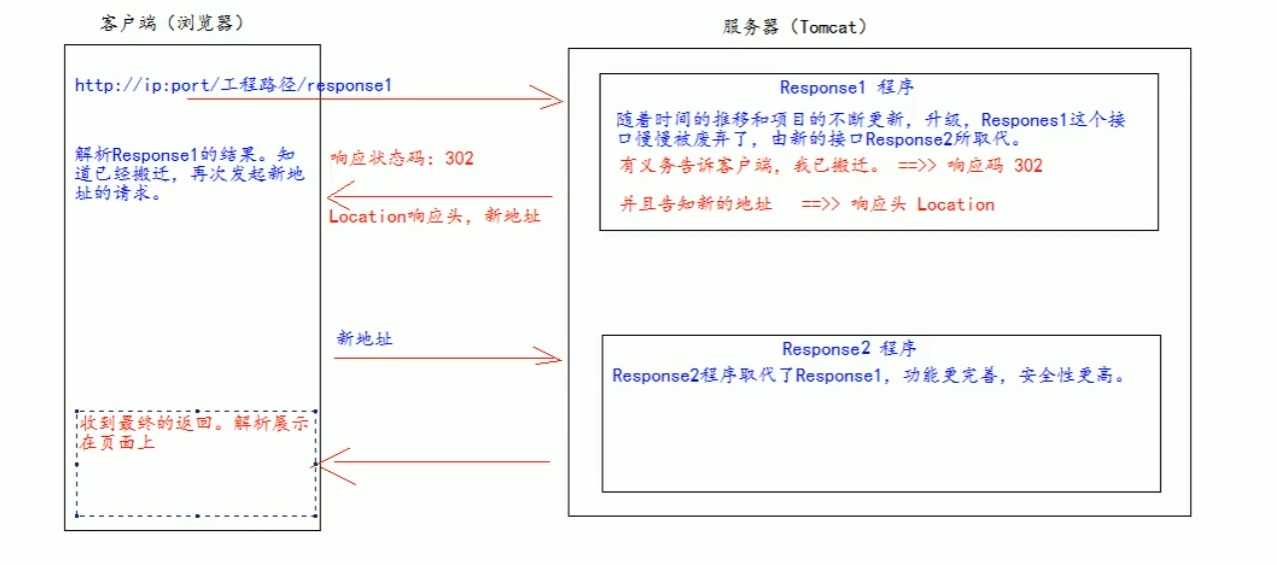 客户端（浏览器）
服务器（Tomcat）
http://ip:port/工程路径/response1
解析Response1的结果。知
道已经搬迁，再次发起新地
址的请求。
响应状态码：302
Location响应头，新地址
Response1 程序
随着时间的推移和项目的不断更新，升级，Respones1这个接
口慢慢被废弃了，由新的接口Response2所取代。
有义务告诉客户端，我已搬迁。 ==>> 响应码 302
并且告知新的地址 ==>> 响应头 Location
新地址
Response2 程序
Response2程序取代了Response1，功能更完善，安全性更高。
收到最终的返回。解析展示
在页面上